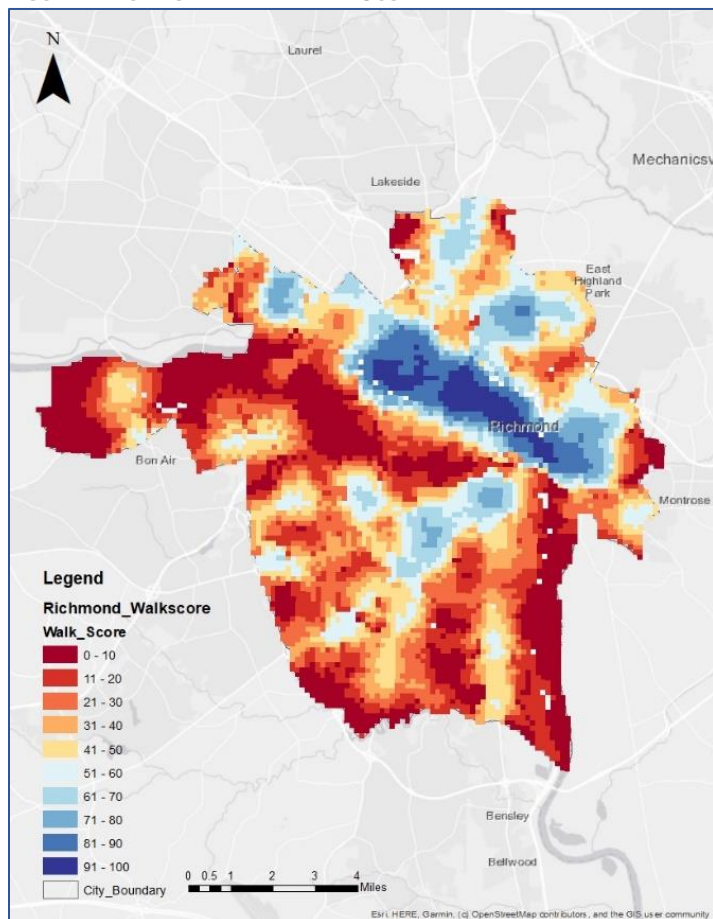 N
Laurel
Mechanicsv
Lakeside
East
Highland
Park
Richmond
Bon Air
Montrose
Legend
Richmond_Walkscore
Walk_Score
0 - 10
11 - 20
21 - 30
31 - 40
41 - 50
51 - 60
61 - 70
71 - 80
81 - 90
91 - 100
City_Boundary
0 0.5 1 2 3 4
Miles
Bensley
Bellwood
Esri, HERE, Garmin, (c) OpenStreetMap contributors, and the GIS user community